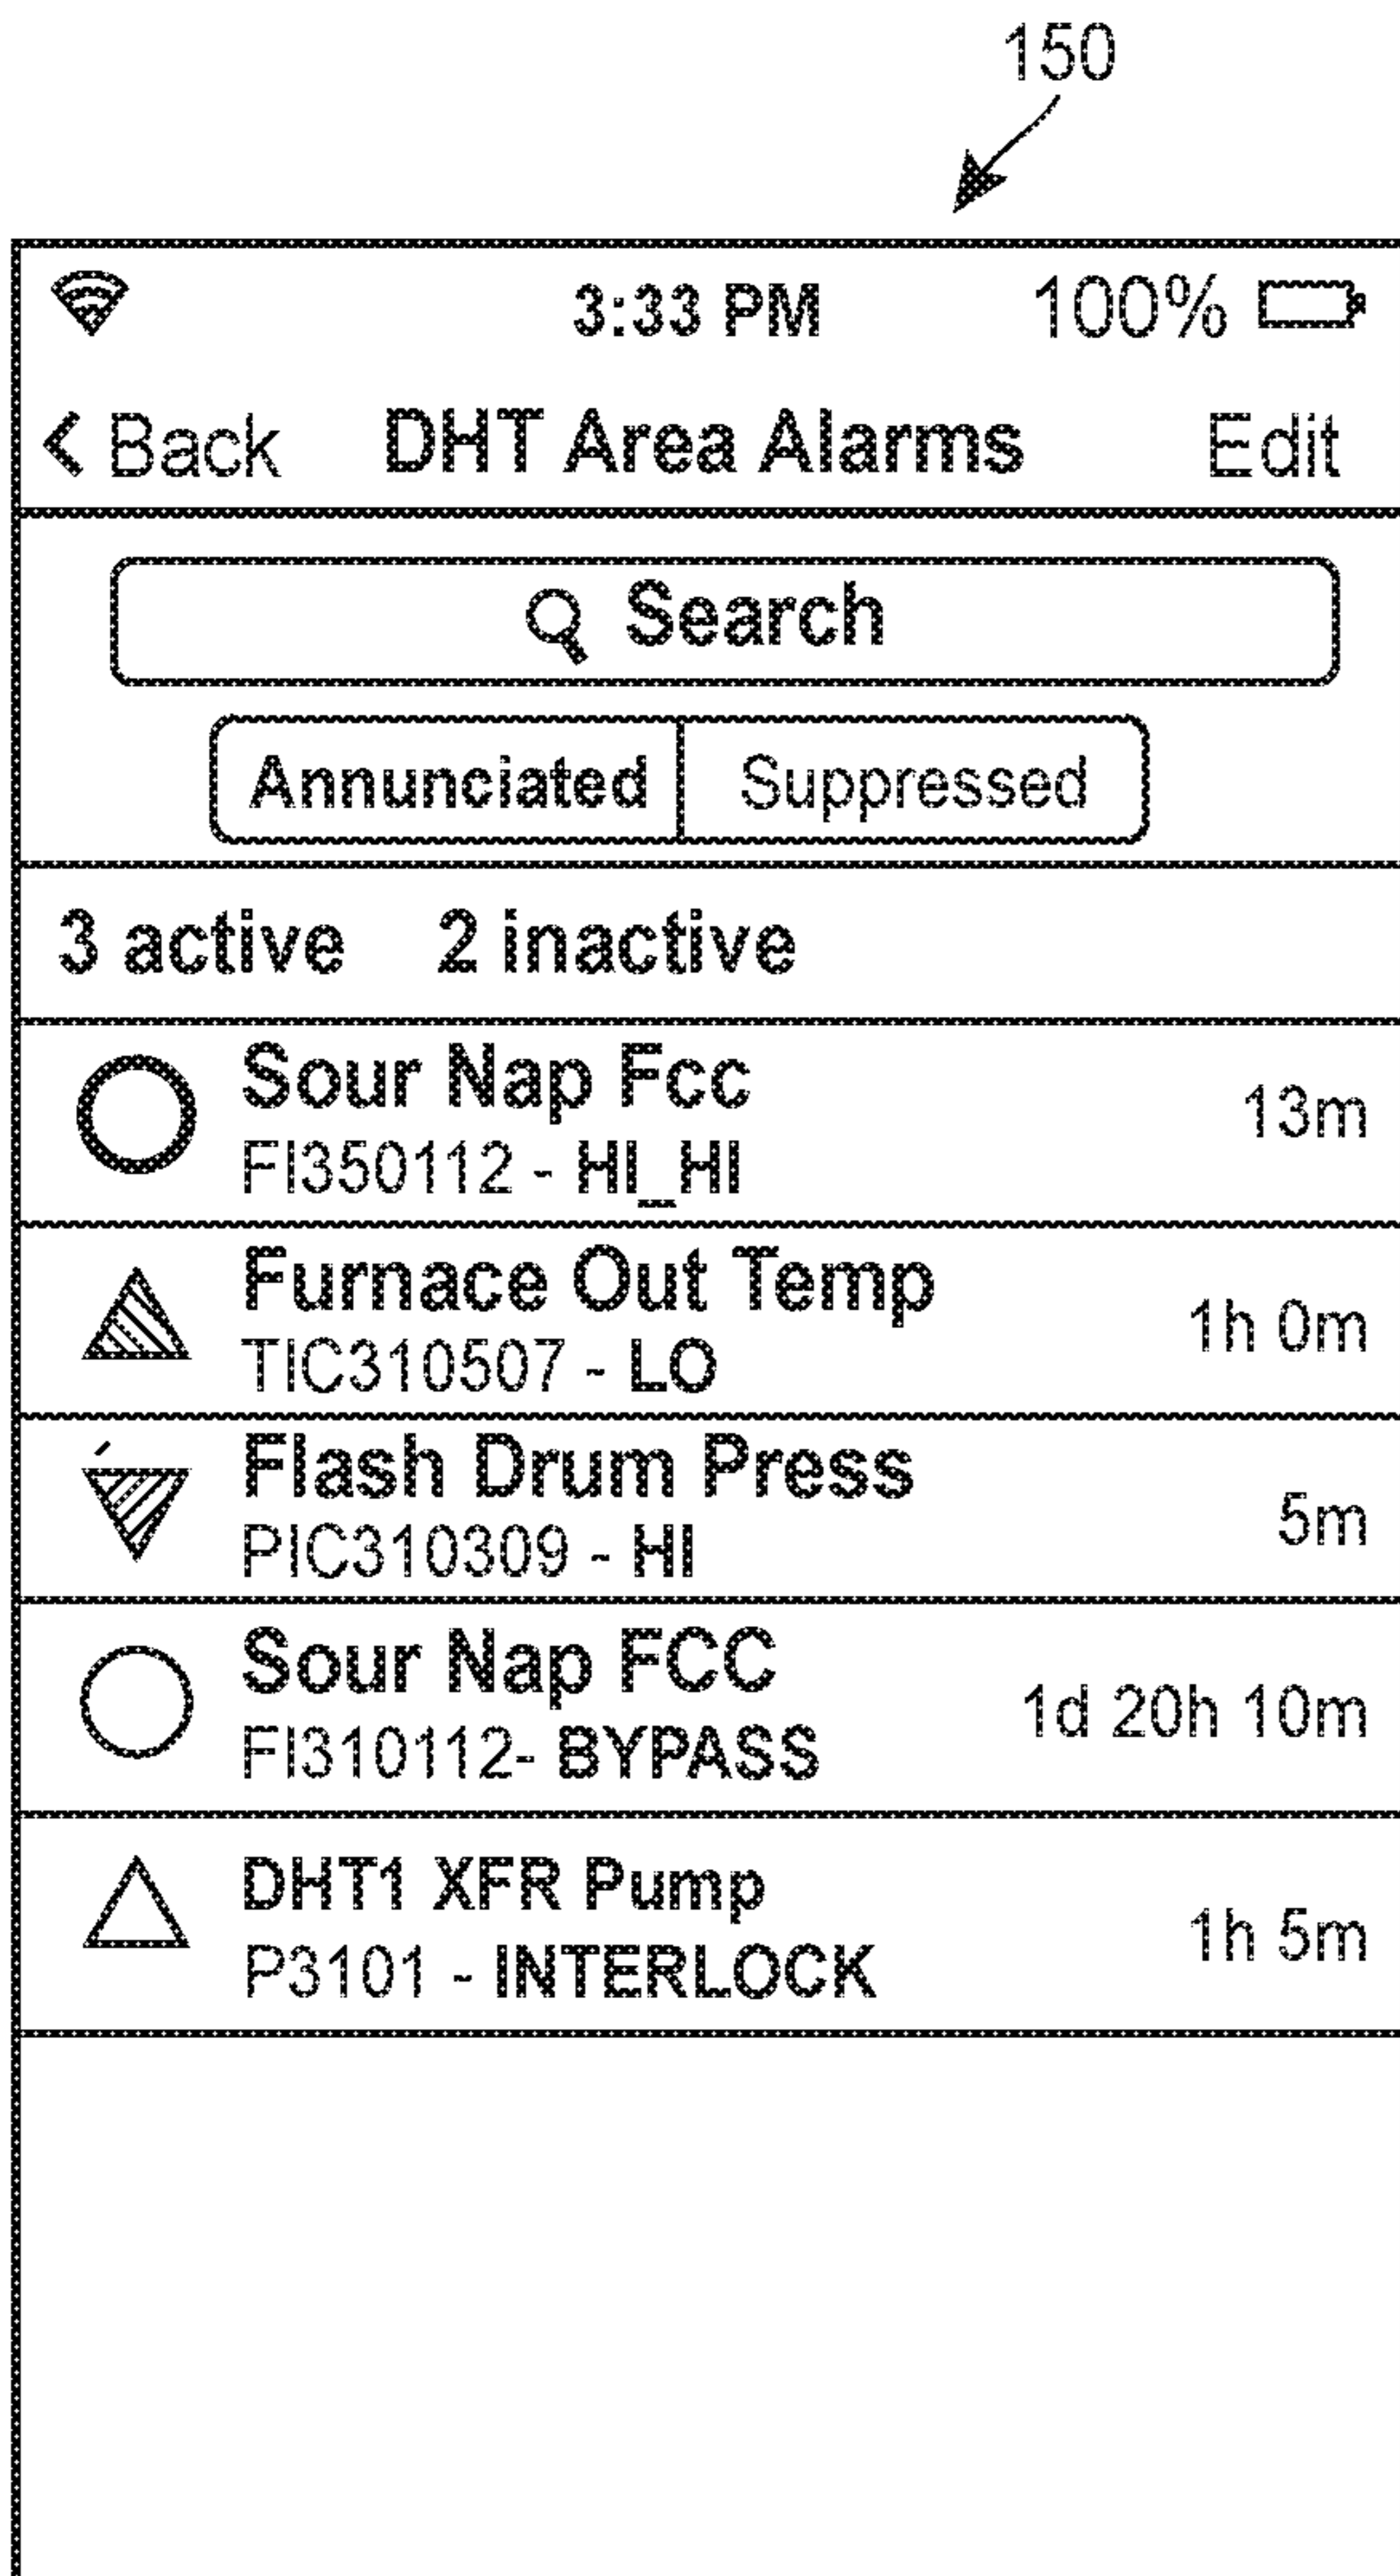 150
3:33 PM 100%
< Back DHT Area Alarms Edit
Search
Annunciated Suppressed
3 active 2 inactive
Sour Nap Fcc
13m
FI350112 - HI_HI
Furnace Out Temp
1h 0m
TIC310507 - LO
Flash Drum Press
5m
PIC310309 - HI
Sour Nap FCC
1d 20h 10m
FI310112- BYPASS
DHT1 XFR Pump
1h 5m
P3101 - INTERLOCK